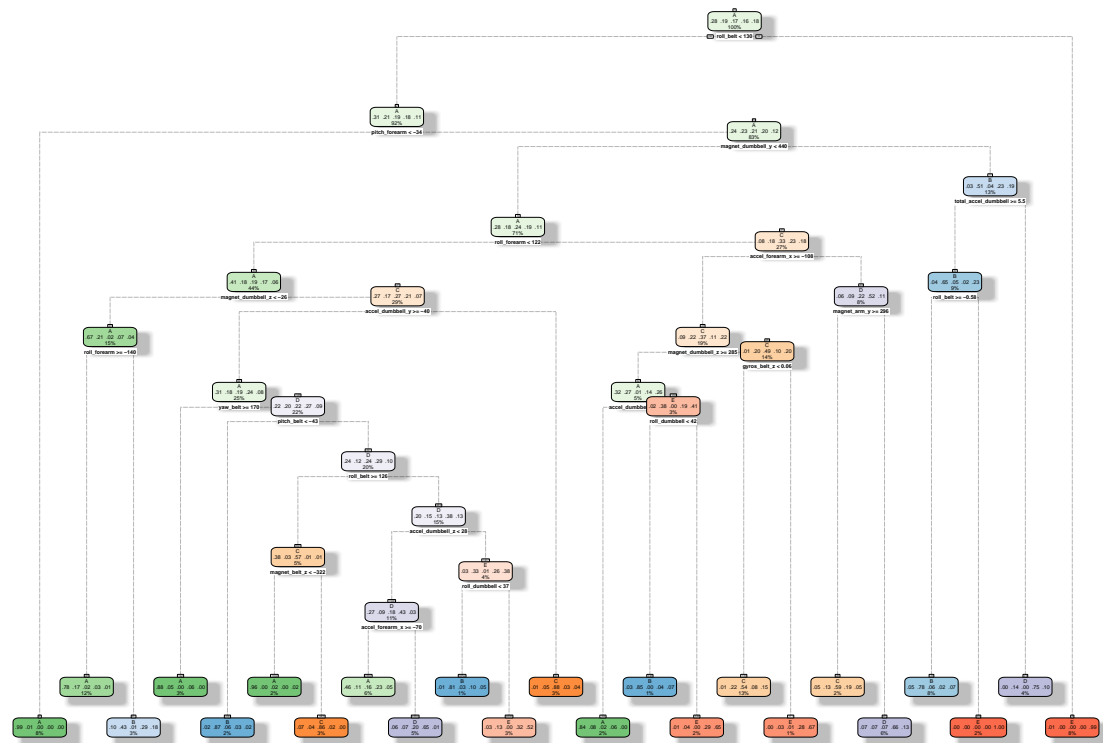 A
.28 .19 .17 .16 .18
100%
roll_belt < 130
A
.31 .21 .19 .18 .11
92%
pitch_forearm < −34
A
.24 .23 .21 .20 .12
83%
magnet_dumbbell_y < 440
B
.03 .51 .04 .23 .19
13%
total_accel_dumbbell >= 5.5
A
.28 .18 .24 .19 .11
71%
roll_forearm < 122
C
.08 .18 .33 .23 .18
27%
accel_forearm_x >= −108
A
.41 .18 .19 .17 .06
44%
magnet_dumbbell_z < −26
C
.27 .17 .27 .21 .07
29%
accel_dumbbell_y >= −40
D
.06 .09 .22 .52 .11
8%
magnet_arm_y >= 296
B
.04 .65 .05 .02 .23
9%
roll_belt >= −0.58
A
.67 .21 .02 .07 .04
15%
roll_forearm >= −140
C
.09 .22 .37 .11 .22
19%
magnet_dumbbell_z >= 285
C
.01 .20 .49 .10 .20
14%
gyrox_belt_z < 0.06
A
.31 .18 .19 .24 .08
25%
yaw_belt >= 170
D
.22 .20 .22 .27 .09
22%
pitch_belt < −43
A
.32 .27 .01 .14 .26
5%
accel_dumbbe
E
.02 .38 .00 .19 .41
3%
roll_dumbbell < 42
D
.24 .12 .24 .29 .10
20%
roll_belt >= 126
D
.20 .15 .13 .38 .13
15%
accel_dumbbell_z < 28
C
.38 .03 .57 .01 .01
5%
magnet_belt_z < −322
E
.03 .33 .01 .26 .38
4%
roll_dumbbell < 37
D
.27 .09 .18 .43 .03
11%
accel_forearm_x >= −70
A
.78 .17 .02 .03 .01
12%
A
.88 .05 .00 .06 .00
3%
A
.96 .00 .02 .00 .02
2%
A
.46 .11 .16 .23 .05
6%
B
.01 .81 .03 .10 .05
1%
C
.01 .05 .88 .03 .04
3%
B
.03 .85 .00 .04 .07
1%
C
.01 .22 .54 .08 .15
13%
C
.05 .13 .59 .19 .05
2%
B
.05 .78 .06 .02 .07
8%
D
.00 .14 .00 .75 .10
4%
A
.99 .01 .00 .00 .00
8%
B
.10 .43 .01 .29 .18
3%
B
.02 .87 .06 .03 .02
2%
C
.07 .04 .86 .02 .00
3%
D
.06 .07 .20 .65 .01
5%
E
.03 .13 .00 .32 .52
3%
A
.84 .08 .02 .06 .00
2%
E
.01 .04 .00 .29 .65
2%
E
.00 .03 .01 .28 .67
1%
D
.07 .07 .07 .66 .13
6%
E
.00 .00 .00 .00 1.00
2%
E
.01 .00 .00 .00 .99
8%